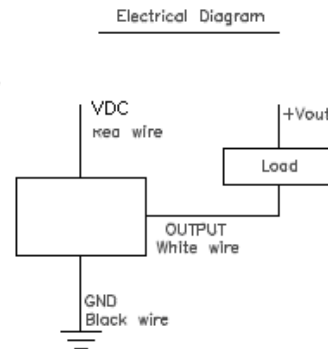 Electrical Diagram
VDC
Red wire
+Vout
Load
OUTPUT
White wire
GND
Black wire